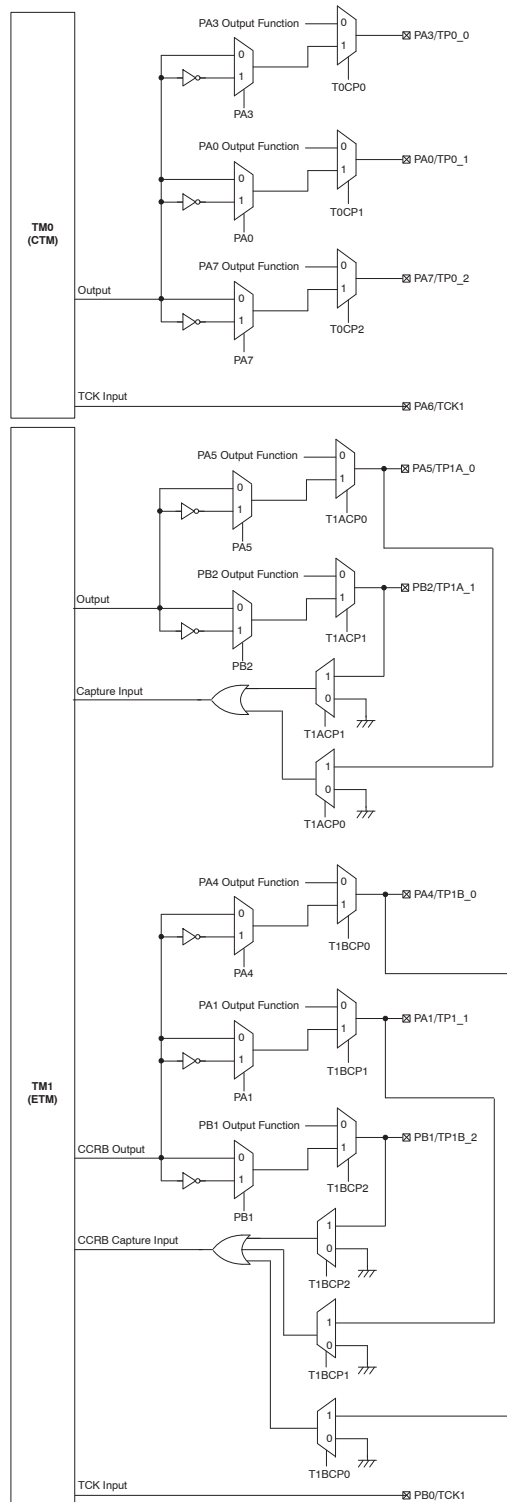 PA3 Output Function
0
1
PA3/TP0_0
0
1
T0CP0
PA3
PA0 Output Function
0
1
PA0/TP0_1
0
1
T0CP1
PA0
TM0
(CTM)
PA7 Output Function
0
1
PA7/TP0_2
Output
0
1
T0CP2
PA7
TCK Input
PA6/TCK1
PA5 Output Function
0
1
PA5/TP1A_0
0
1
T1ACP0
PA5
PB2 Output Function
0
1
PB2/TP1A_1
Output
0
1
T1ACP1
PB2
1
0
Capture Input
T1ACP1
1
0
T1ACP0
PA4 Output Function
0
1
PA4/TP1B_0
0
1
T1BCP0
PA4
PA1 Output Function
0
1
PA1/TP1_1
0
1
T1BCP1
PA1
TM1
(ETM)
PB1 Output Function
0
1
PB1/TP1B_2
CCRB Output
0
1
T1BCP2
PB1
1
0
CCRB Capture Input
T1BCP2
1
0
T1BCP1
1
0
T1BCP0
TCK Input
PB0/TCK1